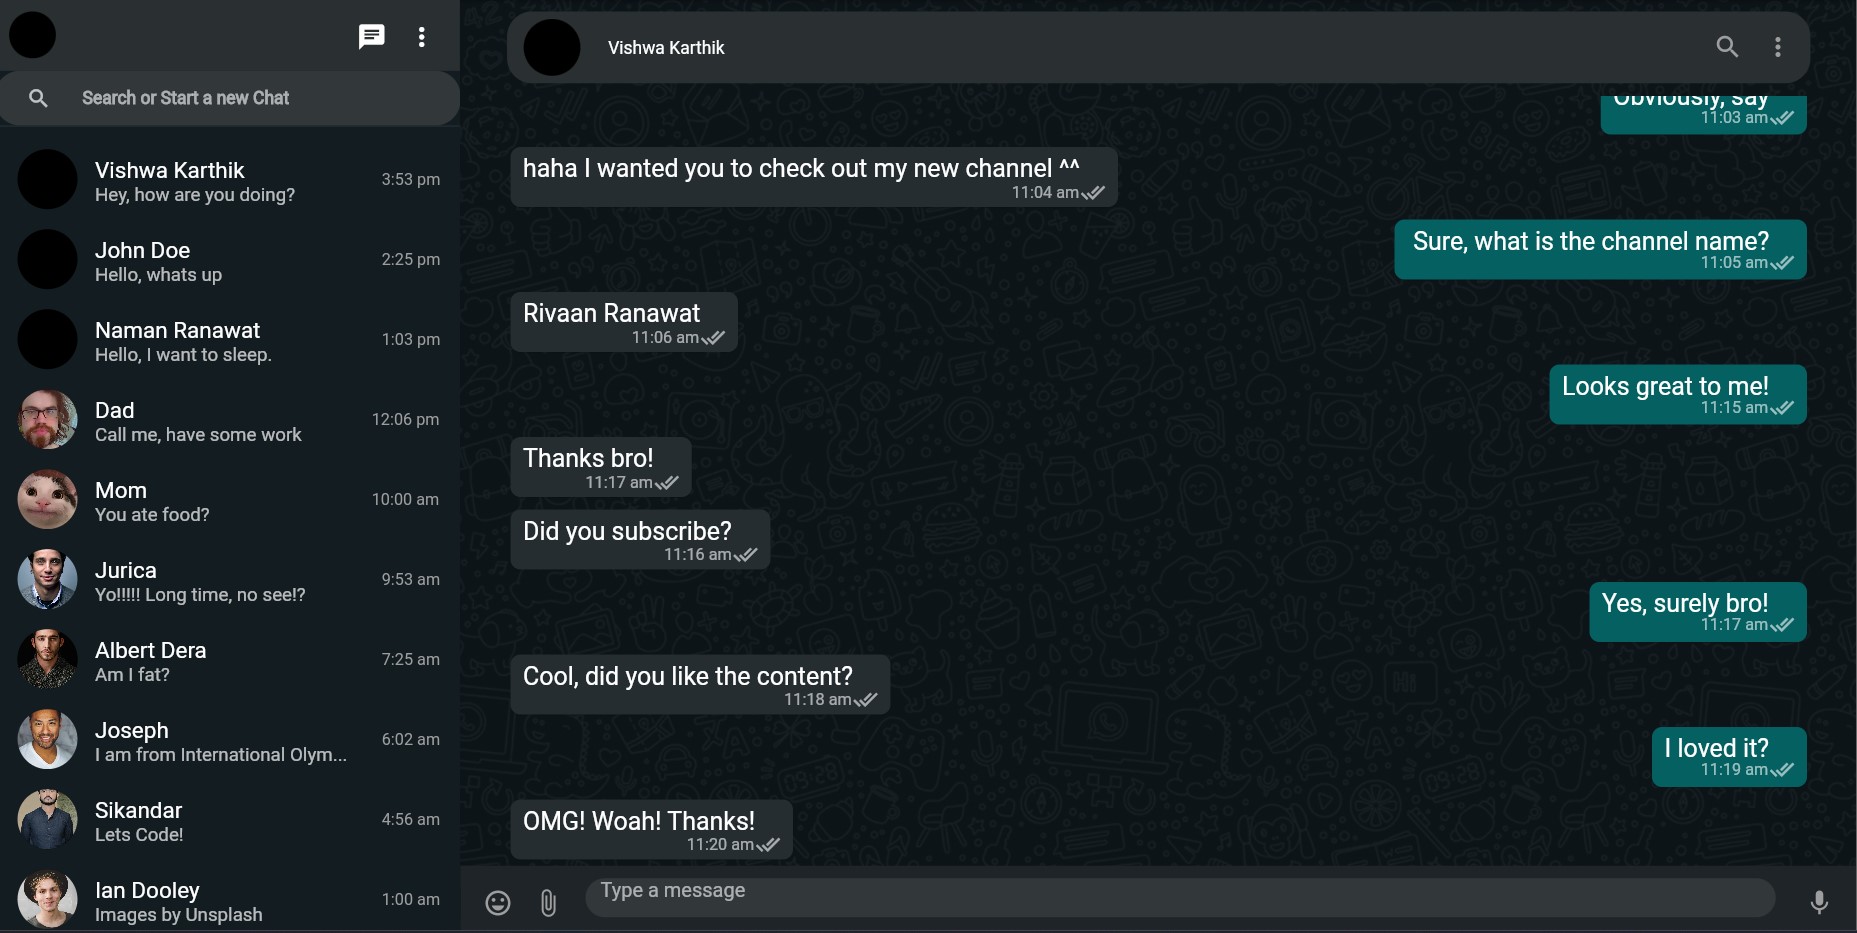 Search or Start a new Chat
Vishwa Karthik
Hey, how are you doing?
3:53 pm
John Doe
Hello, whats up
2:25 pm
Naman Ranawat
Hello, I want to sleep.
1:03 pm
Dad
Call me, have some work
12:06 pm
Mom
You ate food?
10:00 am
Jurica
Yo!!!!! Long time, no see!?
9:53 am
Albert Dera
Am I fat?
7:25 am
Joseph
I am from International Olym...
6:02 am
Sikandar
Lets Code!
4:56 am
Ian Dooley
Images by Unsplash
1:00 am
Vishwa Karthik
Obviously, say
11:03 am
haha I wanted you to check out my new channel ^^
11:04 am
Sure, what is the channel name?
11:05 am
Rivaan Ranawat
11:06 am
Looks great to me!
11:15 am
Thanks bro!
11:17 am
Did you subscribe?
11:16 am
Yes, surely bro!
11:17 am
Cool, did you like the content?
11:18 am
I loved it?
11:19 am
OMG! Woah! Thanks!
11:20 am
Type a message